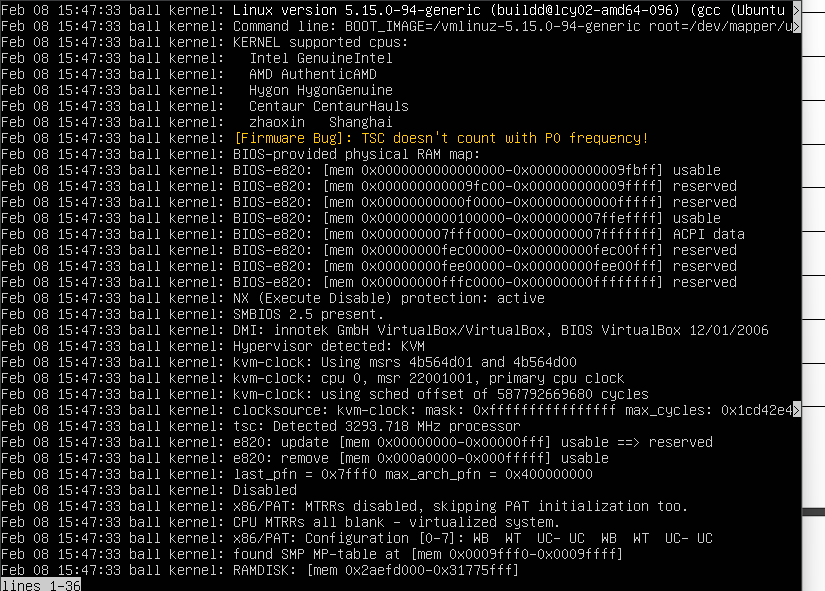 Feb 08 15:47:33 ball kernel: Linux version 5.15.0-94-generic (buildd@lcy02-amd64-096) (gcc (Ubuntu >
Feb 08 15:47:33 ball kernel: Command line: BOOT_IMAGE=/vmlinuz-5.15.0-94-generic root=/dev/mapper/u>
Feb 08 15:47:33 ball kernel: KERNEL supported cpus:
Feb 08 15:47:33 ball kernel:   Intel GenuineIntel
Feb 08 15:47:33 ball kernel:   AMD AuthenticAMD
Feb 08 15:47:33 ball kernel:   Hygon HygonGenuine
Feb 08 15:47:33 ball kernel:   Centaur CentaurHauls
Feb 08 15:47:33 ball kernel:   zhaoxin   Shanghai
Feb 08 15:47:33 ball kernel: [Firmware Bug]: TSC doesn't count with P0 frequency!
Feb 08 15:47:33 ball kernel: BIOS-provided physical RAM map:
Feb 08 15:47:33 ball kernel: BIOS-e820: [mem 0x0000000000000000-0x000000000009fbff] usable
Feb 08 15:47:33 ball kernel: BIOS-e820: [mem 0x000000000009fc00-0x000000000009ffff] reserved
Feb 08 15:47:33 ball kernel: BIOS-e820: [mem 0x00000000000f0000-0x00000000000fffff] reserved
Feb 08 15:47:33 ball kernel: BIOS-e820: [mem 0x0000000000100000-0x000000007ffeffff] usable
Feb 08 15:47:33 ball kernel: BIOS-e820: [mem 0x000000007fff0000-0x000000007fffffff] ACPI data
Feb 08 15:47:33 ball kernel: BIOS-e820: [mem 0x00000000fec00000-0x00000000fec00fff] reserved
Feb 08 15:47:33 ball kernel: BIOS-e820: [mem 0x00000000fee00000-0x00000000fee00fff] reserved
Feb 08 15:47:33 ball kernel: BIOS-e820: [mem 0x00000000fffc0000-0x00000000ffffffff] reserved
Feb 08 15:47:33 ball kernel: NX (Execute Disable) protection: active
Feb 08 15:47:33 ball kernel: SMBIOS 2.5 present.
Feb 08 15:47:33 ball kernel: DMI: innotek GmbH VirtualBox/VirtualBox, BIOS VirtualBox 12/01/2006
Feb 08 15:47:33 ball kernel: Hypervisor detected: KVM
Feb 08 15:47:33 ball kernel: kvm-clock: Using msrs 4b564d01 and 4b564d00
Feb 08 15:47:33 ball kernel: kvm-clock: cpu 0, msr 22001001, primary cpu clock
Feb 08 15:47:33 ball kernel: kvm-clock: using sched offset of 587792669680 cycles
Feb 08 15:47:33 ball kernel: clocksource: kvm-clock: mask: 0xffffffffffffffff max_cycles: 0x1cd42e4>
Feb 08 15:47:33 ball kernel: tsc: Detected 3293.718 MHz processor
Feb 08 15:47:33 ball kernel: e820: update [mem 0x00000000-0x00000fff] usable ==> reserved
Feb 08 15:47:33 ball kernel: e820: remove [mem 0x000a0000-0x000fffff] usable
Feb 08 15:47:33 ball kernel: last_pfn = 0x7fff0 max_arch_pfn = 0x400000000
Feb 08 15:47:33 ball kernel: Disabled
Feb 08 15:47:33 ball kernel: x86/PAT: MTRRs disabled, skipping PAT initialization too.
Feb 08 15:47:33 ball kernel: CPU MTRRs all blank - virtualized system.
Feb 08 15:47:33 ball kernel: x86/PAT: Configuration [0-7]: WB  WT  UC- UC  WB  WT  UC- UC
Feb 08 15:47:33 ball kernel: found SMP MP-table at [mem 0x0009fff0-0x0009ffff]
Feb 08 15:47:33 ball kernel: RAMDISK: [mem 0x2aefd000-0x31775fff]
lines 1-36